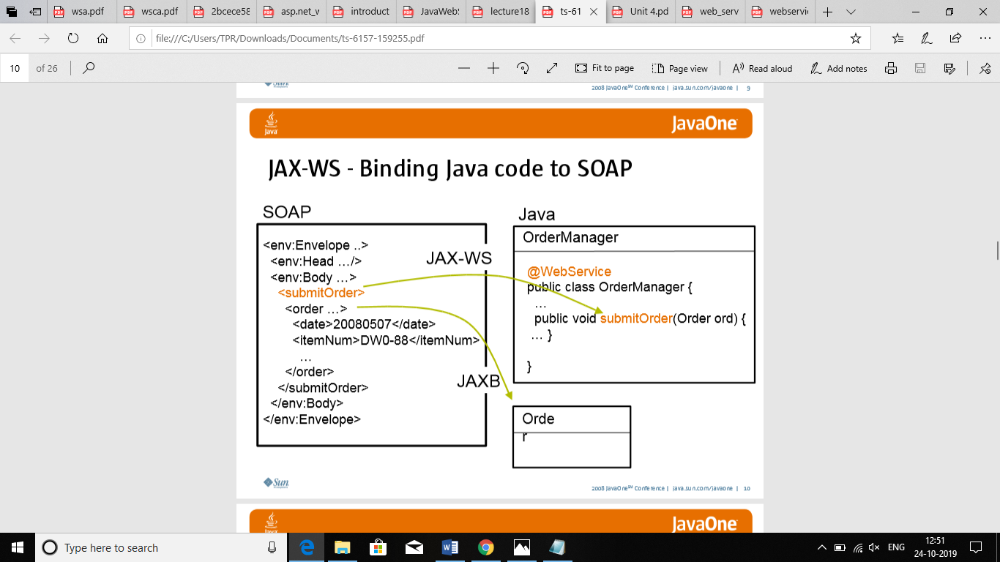 wsa.pdf
wsca.pdf
2bcece58
asp.net_v
introduct
JavaWebS
lecture18
ts-61
Unit 4.pd
web_serv
webservic
file:///C:/Users/TPR/Downloads/Documents/ts-6157-159255.pdf
10 of 26
Fit to page
Page view
Read aloud
Add notes
Sun
2008 JavaOne℠ Conference | java.sun.com/javaone | 9
Java
JavaOne
JAX-WS - Binding Java code to SOAP
SOAP
<env:Envelope ..>
<env:Head …/>
<env:Body …>
<submitOrder>
<order …>
<date>20080507</date>
<itemNum>DW0-88</itemNum>
…
</order>
</submitOrder>
</env:Body>
</env:Envelope>
JAX-WS
JAXB
Java
OrderManager
@WebService
public class OrderManager {
…
public void submitOrder(Order ord) {
… }
}
Orde
r
Sun
2008 JavaOne℠ Conference | java.sun.com/javaone | 10
Java
JavaOne
Type here to search
ENG
12:51
24-10-2019